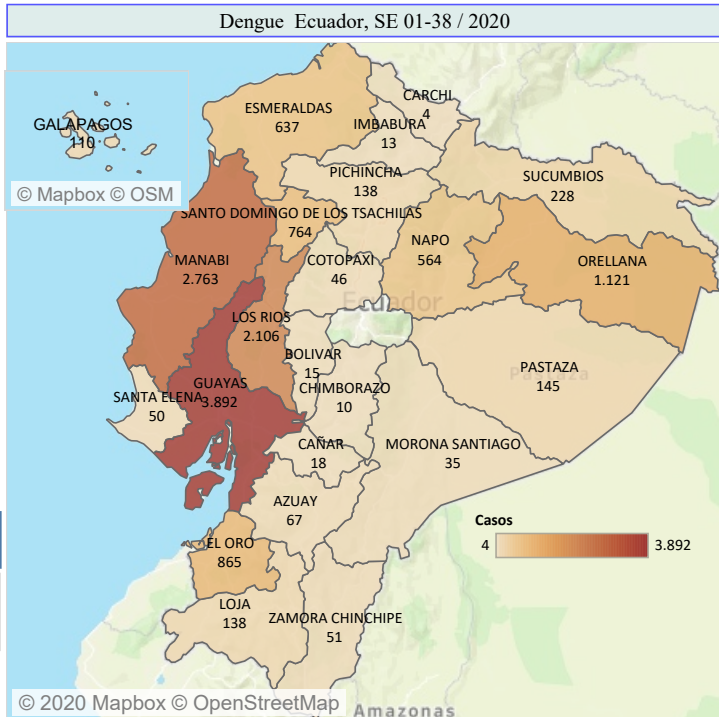 Dengue Ecuador, SE 01-38 / 2020
GALAPAGOS
110
© Mapbox © OSM
ESMERALDAS
637
CARCHI
4
IMBABURA
13
PICHINCHA
138
SUCUMBIOS
228
SANTO DOMINGO DE LOS TSACHILAS
764
NAPO
564
MANABI
2.763
COTOPAXI
46
ORELLANA
1.121
Ecuador
LOS RIOS
2.106
BOLIVAR
15
PASTAZA
Pastaza
145
GUAYAS
3.892
CHIMBORAZO
10
SANTA ELENA
50
CAÑAR
18
MORONA SANTIAGO
35
AZUAY
67
Casos
4
3.892
EL ORO
865
LOJA
138
ZAMORA CHINCHIPE
51
© 2020 Mapbox © OpenStreetMap
Amazonas